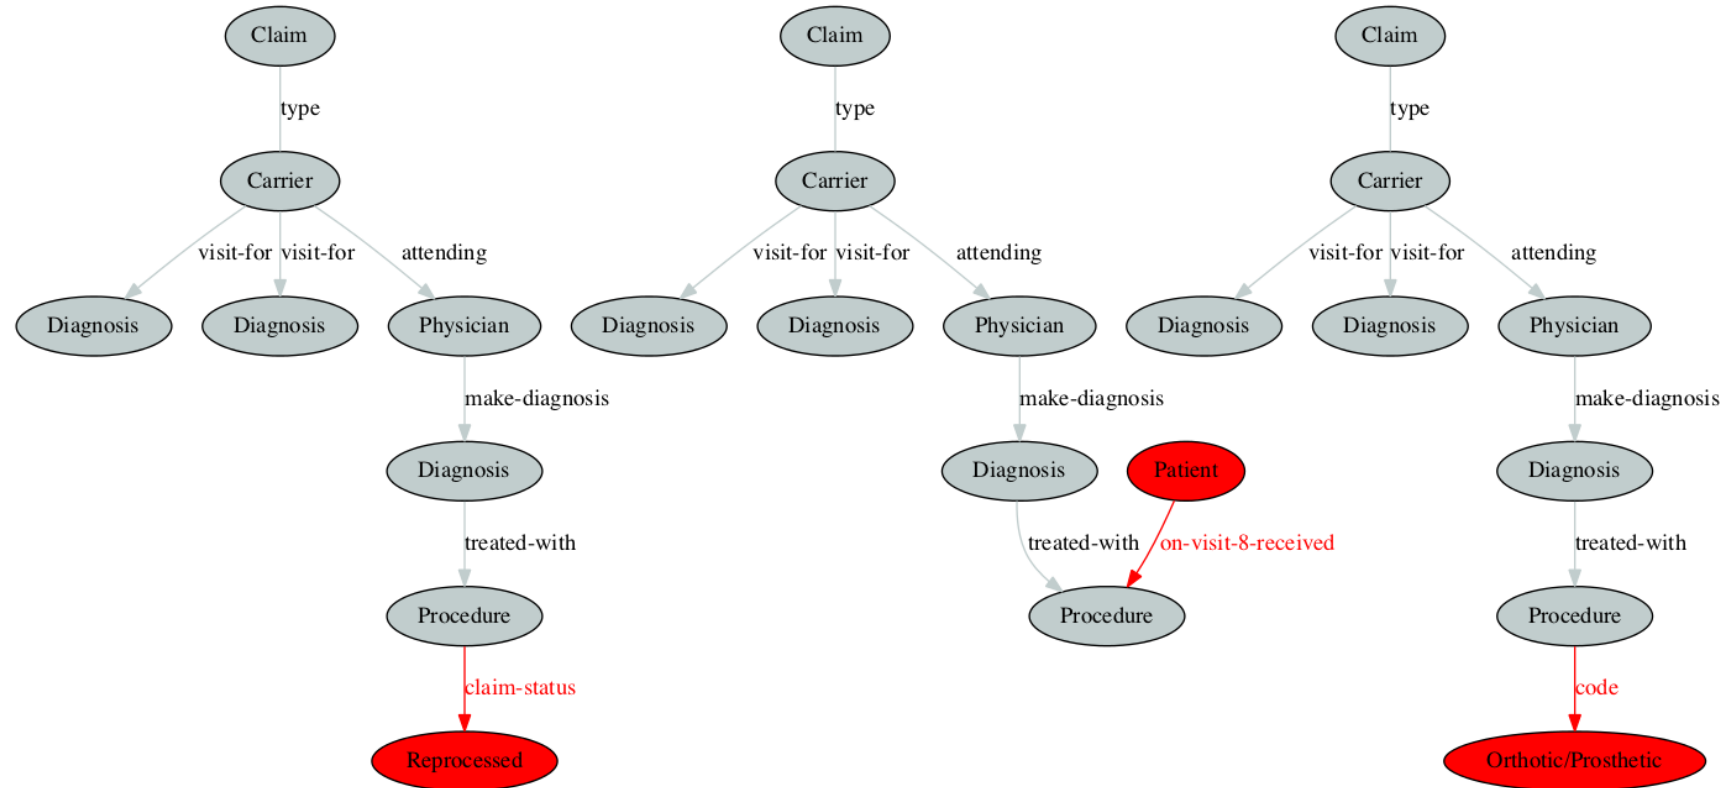 Claim Claim Claim
type type type
Carrier Carrier Carrier
visit-for visit-for attending visit-for visit-for attending visit-for visit-for attending
Diagnosis Diagnosis Physician Diagnosis Diagnosis Physician Diagnosis Diagnosis Physician
make-diagnosis make-diagnosis make-diagnosis
Diagnosis Diagnosis Patient Diagnosis
treated-with treated-with on-visit-8-received treated-with
Procedure Procedure Procedure
claim-status code
Reprocessed Orthotic/Prosthetic